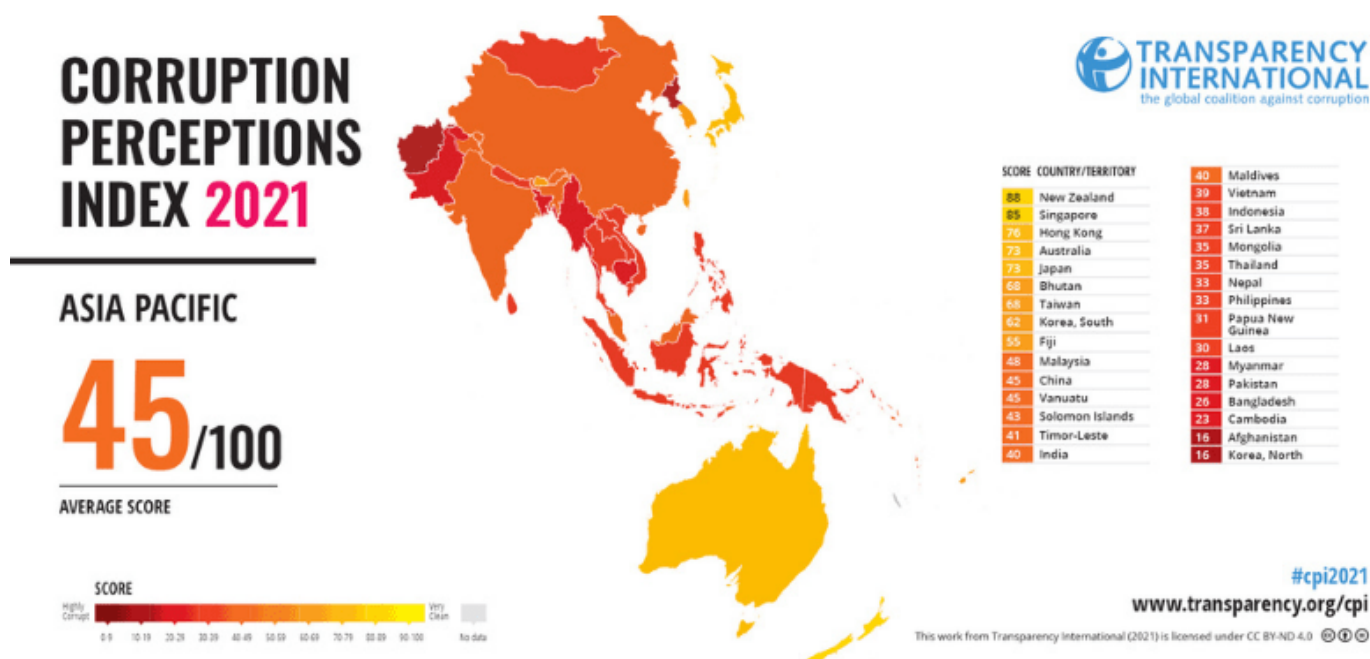 CORRUPTION
PERCEPTIONS
INDEX 2021
ASIA PACIFIC
45/100
AVERAGE SCORE
SCORE
Highly
Corrupt
Very
Clean
0-9 10-19 20-29 30-39 40-49 50-59 60-69 70-79 80-89 90-100 No data
TRANSPARENCY
INTERNATIONAL
the global coalition against corruption
SCORE COUNTRY/TERRITORY
88 New Zealand
85 Singapore
76 Hong Kong
73 Australia
73 Japan
68 Bhutan
68 Taiwan
62 Korea, South
55 Fiji
48 Malaysia
45 China
45 Vanuatu
43 Solomon Islands
41 Timor-Leste
40 India
40 Maldives
39 Vietnam
38 Indonesia
37 Sri Lanka
35 Mongolia
35 Thailand
33 Nepal
33 Philippines
31 Papua New
Guinea
30 Laos
28 Myanmar
28 Pakistan
26 Bangladesh
23 Cambodia
16 Afghanistan
16 Korea, North
#cpi2021
www.transparency.org/cpi
This work from Transparency International (2021) is licensed under CC BY-ND 4.0